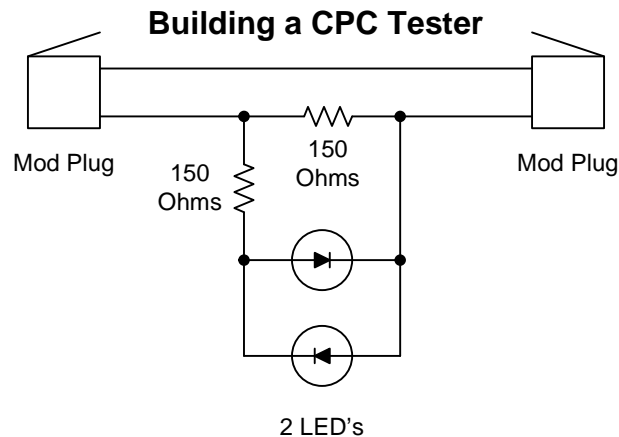 Building a CPC Tester
Mod Plug
150
Ohms
150
Ohms
Mod Plug
2 LED's